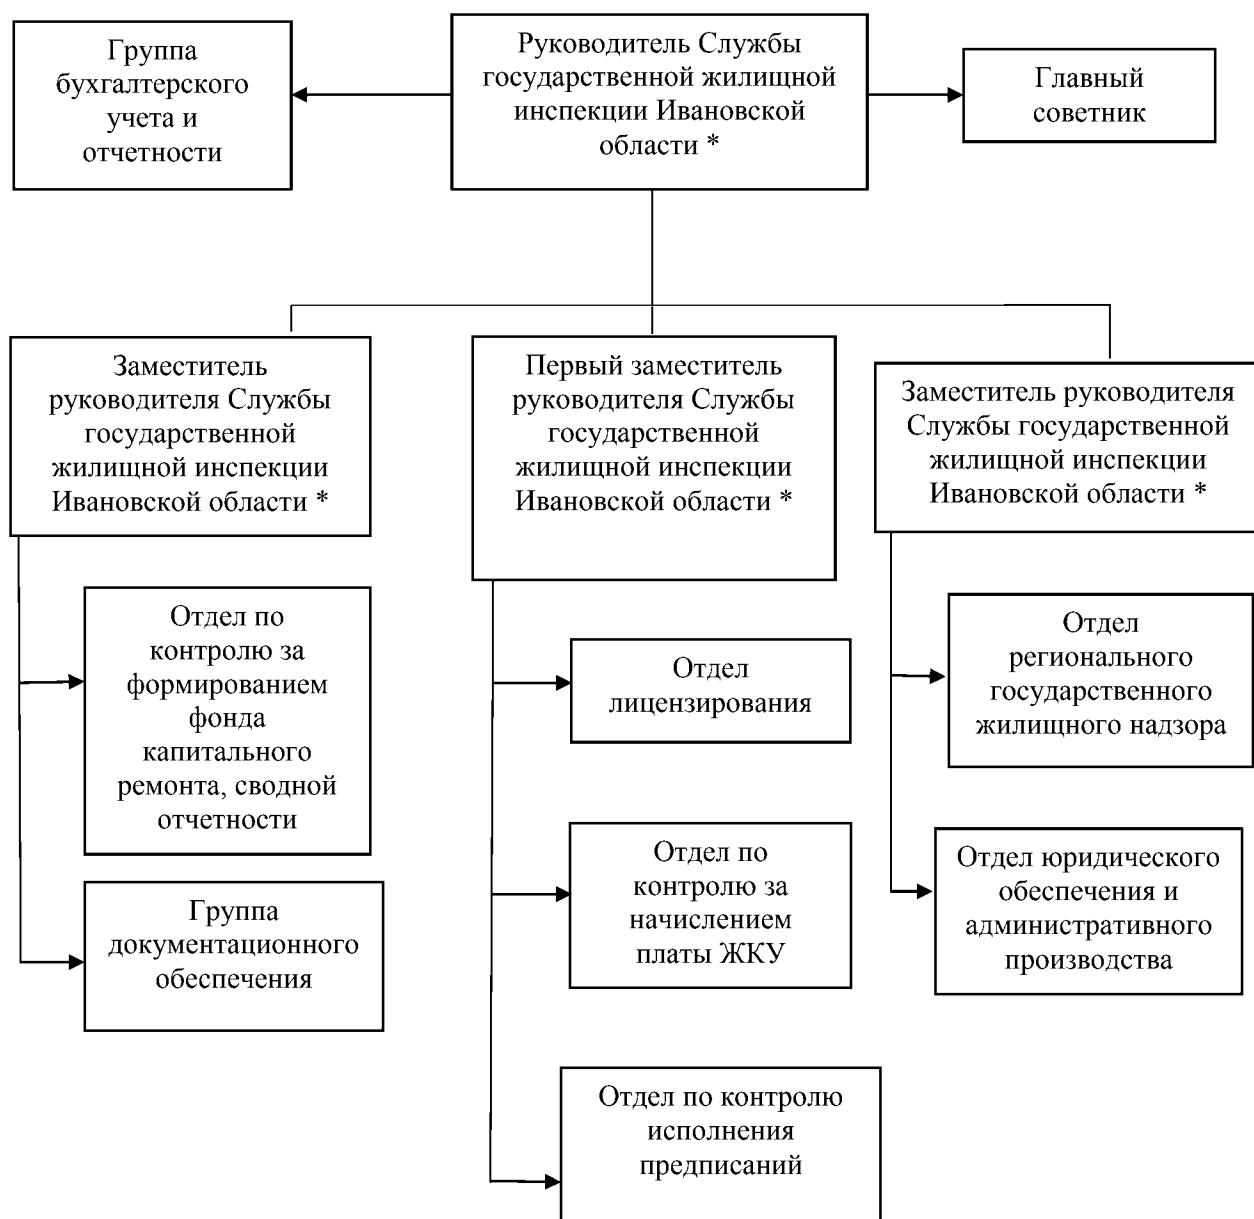 Группа
бухгалтерского
учета и
отчетности
Руководитель Службы
государственной жилищной
инспекции Ивановской
области *
Главный
советник
Заместитель
руководителя Службы
государственной
жилищной инспекции
Ивановской области *
Первый заместитель
руководителя Службы
государственной
жилищной инспекции
Ивановской области *
Заместитель руководителя
Службы государственной
жилищной инспекции
Ивановской области *
Отдел по
контролю за
формированием
фонда
капитального
ремонта, сводной
отчетности
Группа
документационного
обеспечения
Отдел
лицензирования
Отдел по
контролю за
начислением
платы ЖКУ
Отдел по контролю
исполнения
предписаний
Отдел
регионального
государственного
жилищного надзора
Отдел юридического
обеспечения и
административного
производства